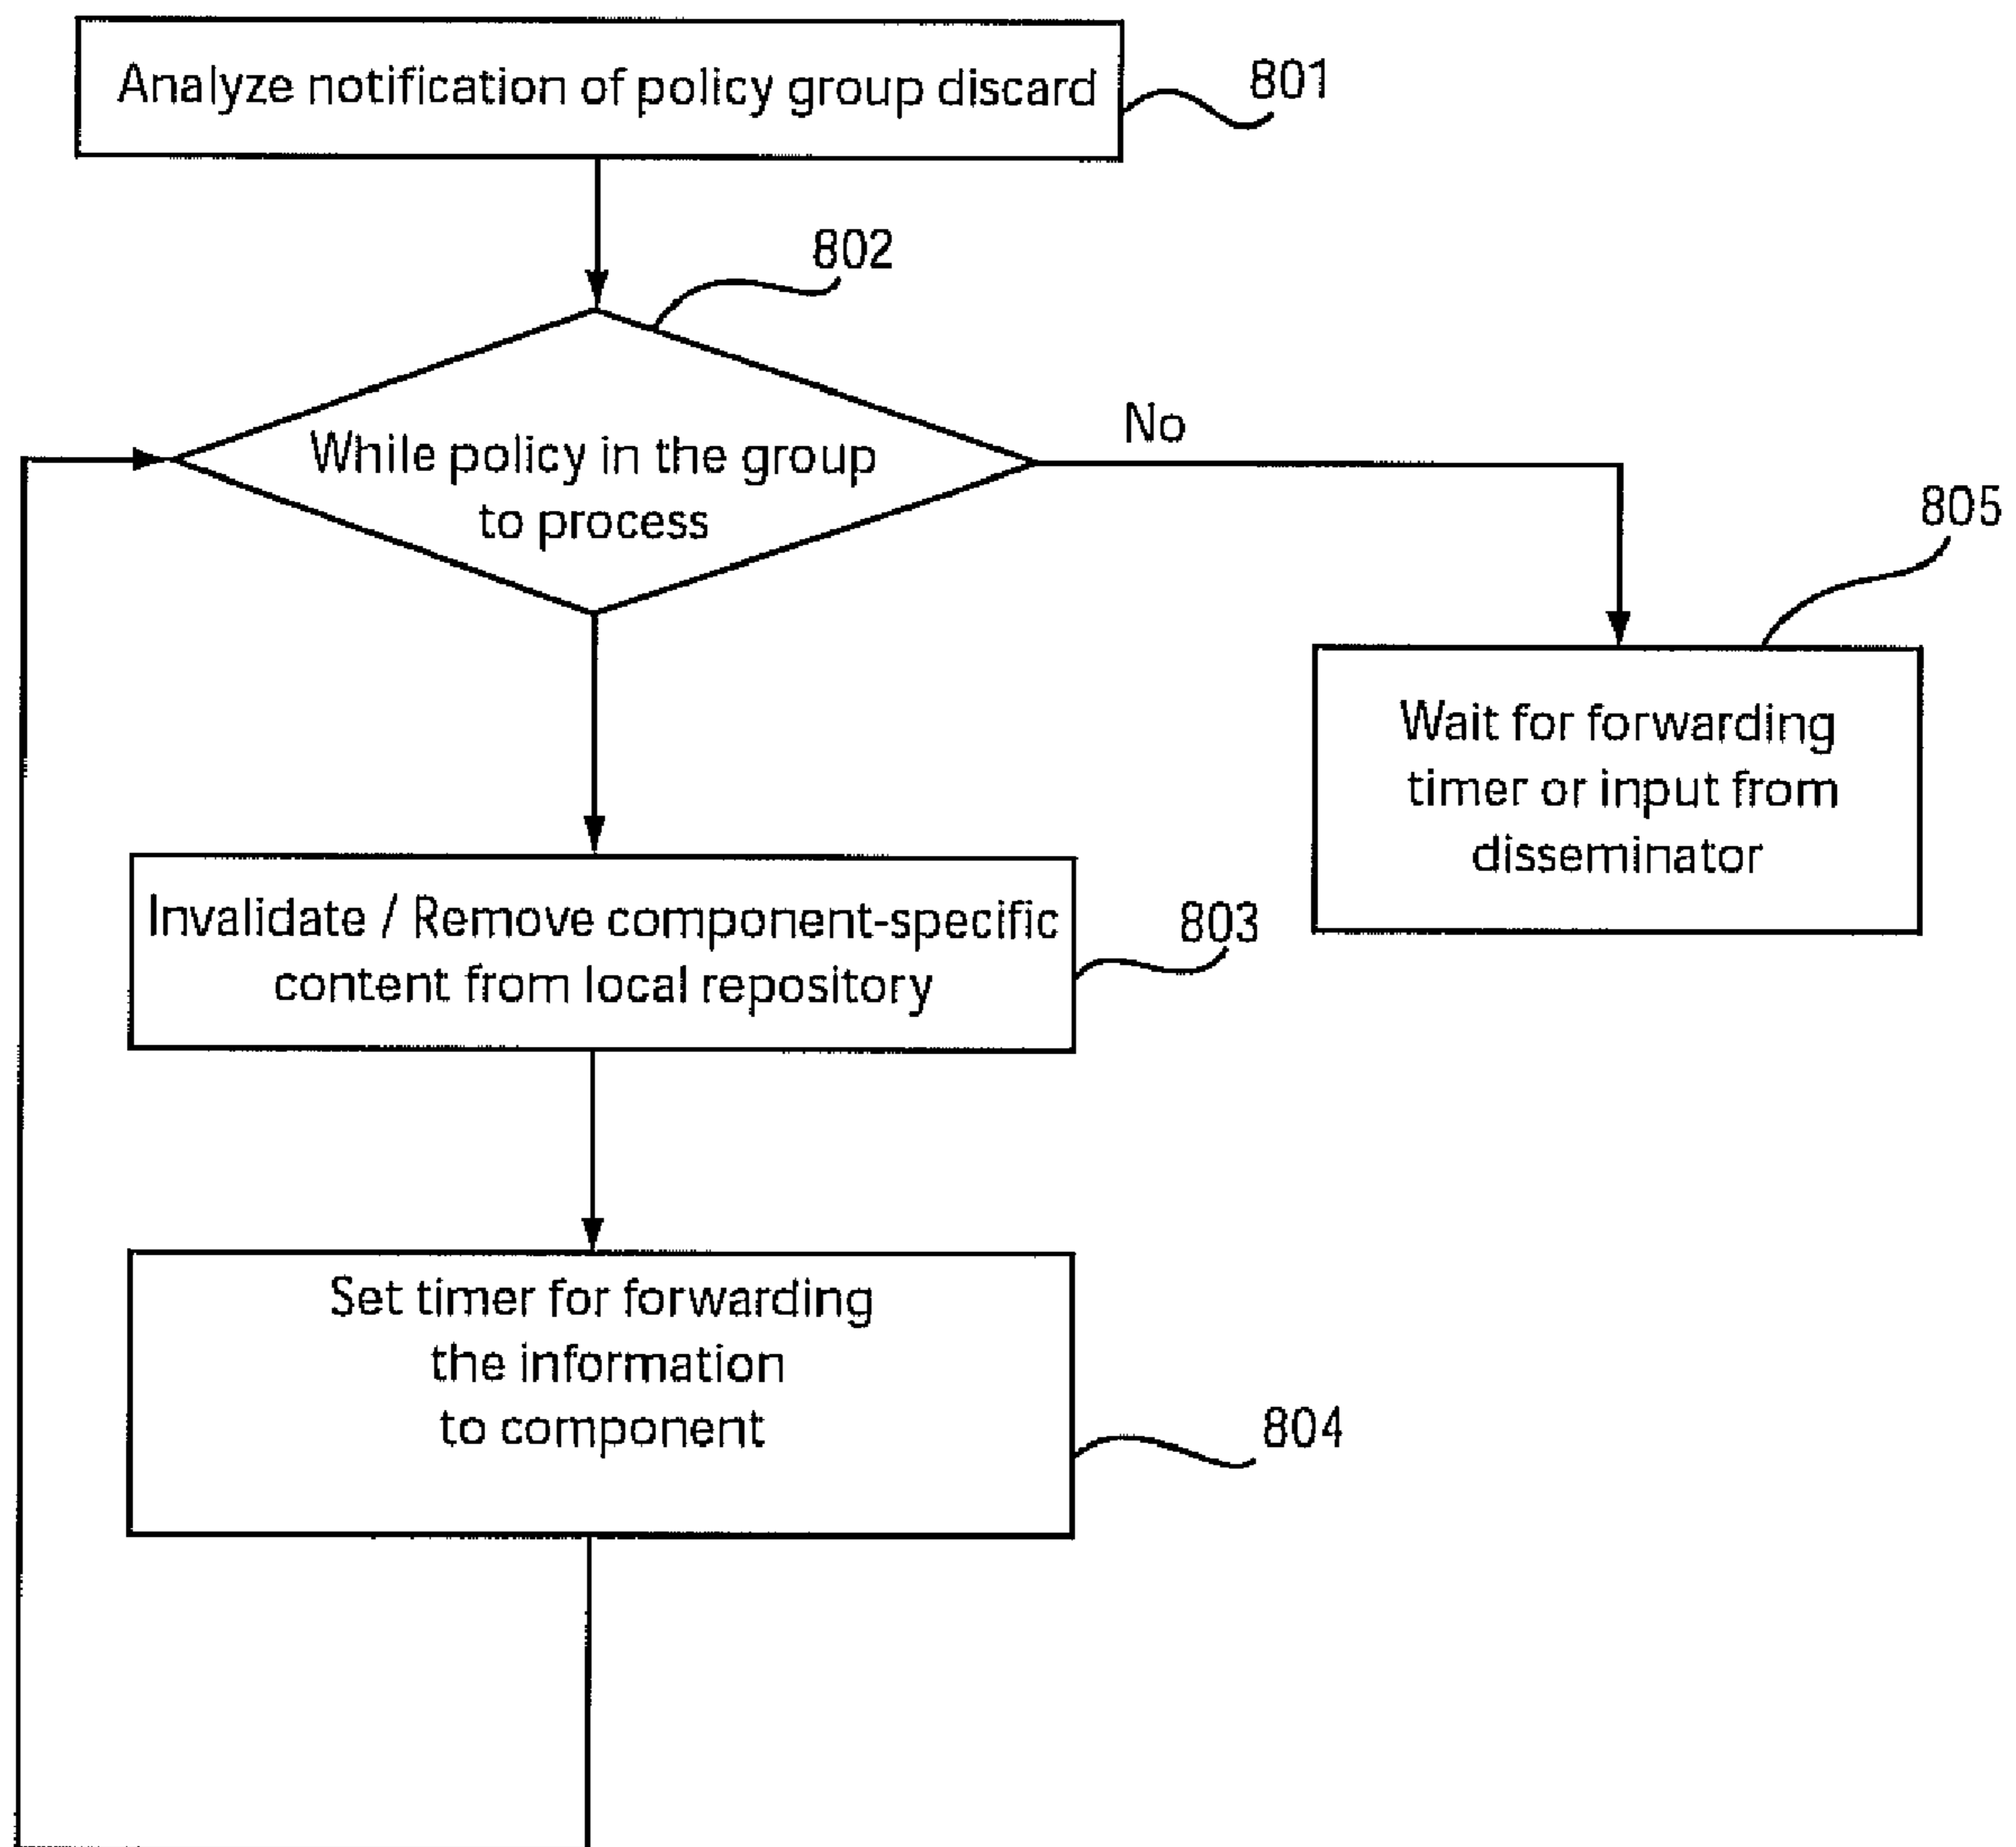 Analyze notification of policy group discard
801
802
While policy in the group
to process
No
805
Wait for forwarding
timer or input from
disseminator
Invalidate / Remove component-specific
content from local repository
803
Set timer for forwarding
the information
to component
804